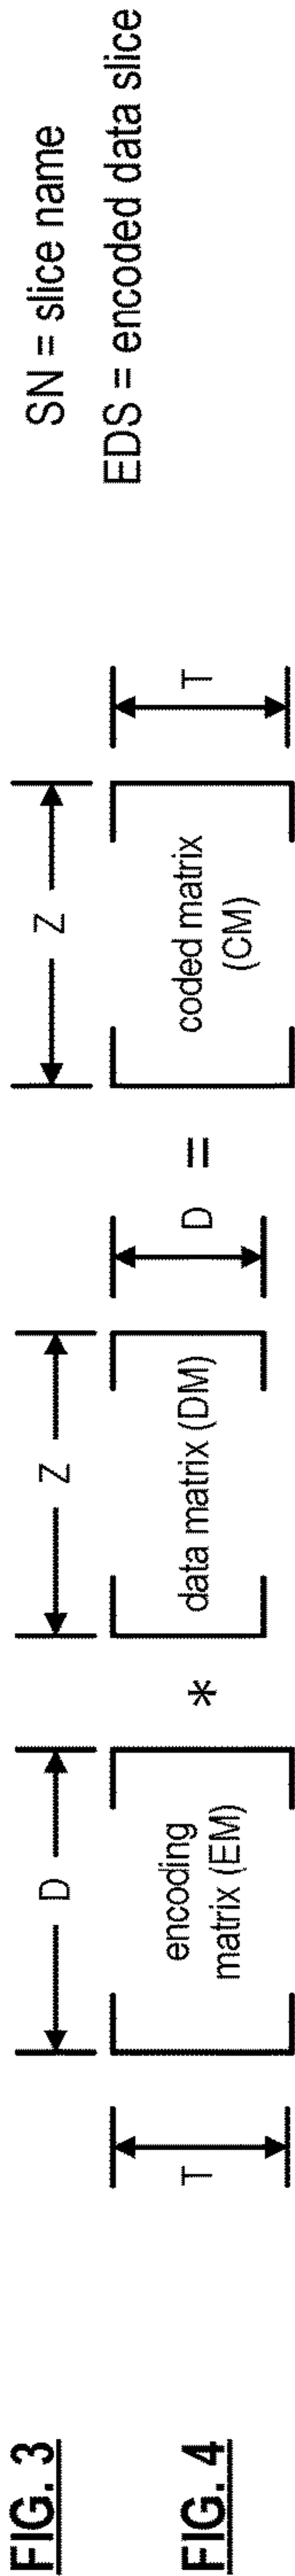 SN = slice name
EDS = encoded data slice
FIG. 3
D
Z
Z
FIG. 4
T
encoding
matrix (EM)
*
data matrix (DM)
D
=
coded matrix
(CM)
T